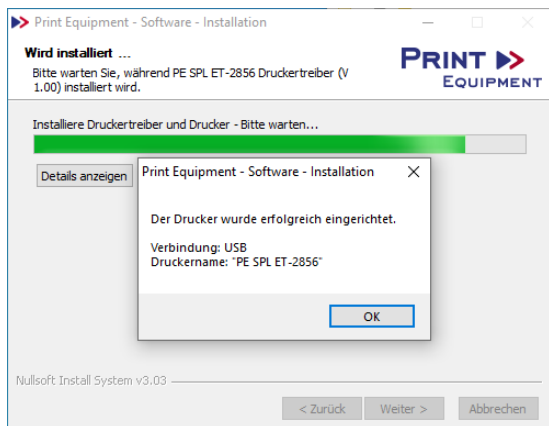 Print Equipment - Software - Installation
Wird installiert ...
Bitte warten Sie, während PE SPL ET-2856 Druckertreiber (V
1.00) installiert wird.
PRINT
EQUIPMENT
Installiere Druckertreiber und Drucker - Bitte warten...
Details anzeigen
Print Equipment - Software - Installation
Der Drucker wurde erfolgreich eingerichtet.
Verbindung: USB
Druckername: "PE SPL ET-2856"
OK
Nullsoft Install System v3.03
< Zurück
Weiter >
Abbrechen